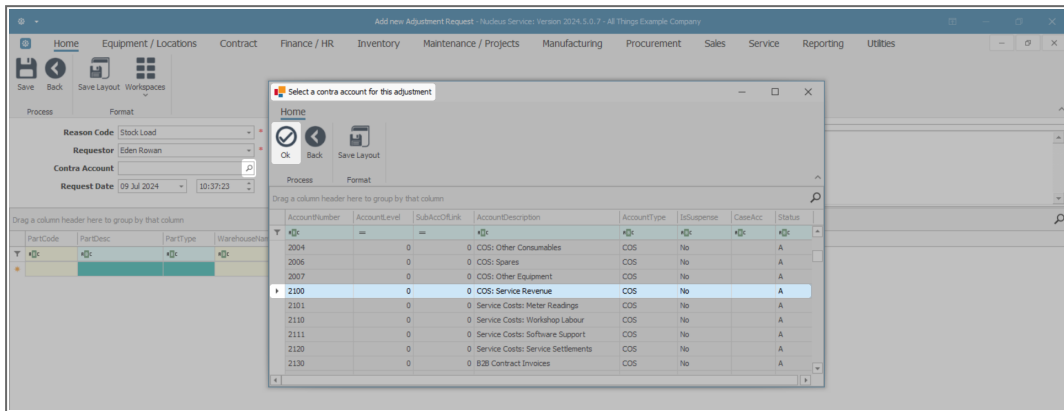 Add new Adjustment Request - Nucleus Service: Version 2024.5.0.7 - All Things Example Company
Home Equipment / Locations Contract Finance / HR Inventory Maintenance / Projects Manufacturing Procurement Sales Service Reporting Utilities
Save Back Save Layout Workspaces
Process Format
Reason Code Stock Load *
Requestor Eden Rowan *
Contra Account
Request Date 09 Jul 2024 10:37:23
Drag a column header here to group by that column
PartCode PartDesc PartType WarehouseNam
Select a contra account for this adjustment
Home
Ok Back Save Layout
Process Format
Drag a column header here to group by that column
AccountNumber AccountLevel SubAccOfLink AccountDescription AccountType IsSuspense CaseAcc Status
= =
2004 0 0 COS: Other Consumables COS No A
2006 0 0 COS: Spares COS No A
2007 0 0 COS: Other Equipment COS No A
2100 0 0 COS: Service Revenue COS No A
2101 0 0 Service Costs: Meter Readings COS No A
2110 0 0 Service Costs: Workshop Labour COS No A
2111 0 0 Service Costs: Software Support COS No A
2120 0 0 Service Costs: Service Settlements COS No A
2130 0 0 B2B Contract Invoices COS No A